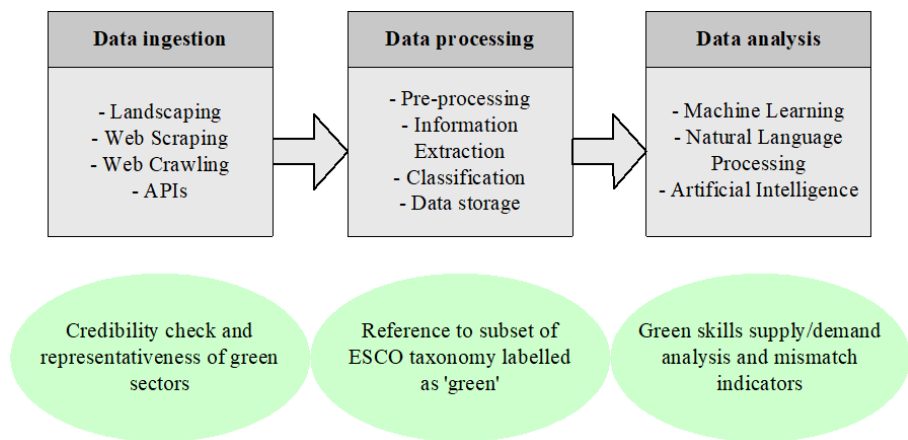 Data ingestion
- Landscaping
- Web Scraping
- Web Crawling
- APIs
Data processing
- Pre-processing
- Information
Extraction
- Classification
- Data storage
Data analysis
- Machine Learning
- Natural Language
Processing
- Artificial Intelligence
Credibility check and
representativeness of green
sectors
Reference to subset of
ESCO taxonomy labelled
as 'green'
Green skills supply/demand
analysis and mismatch
indicators